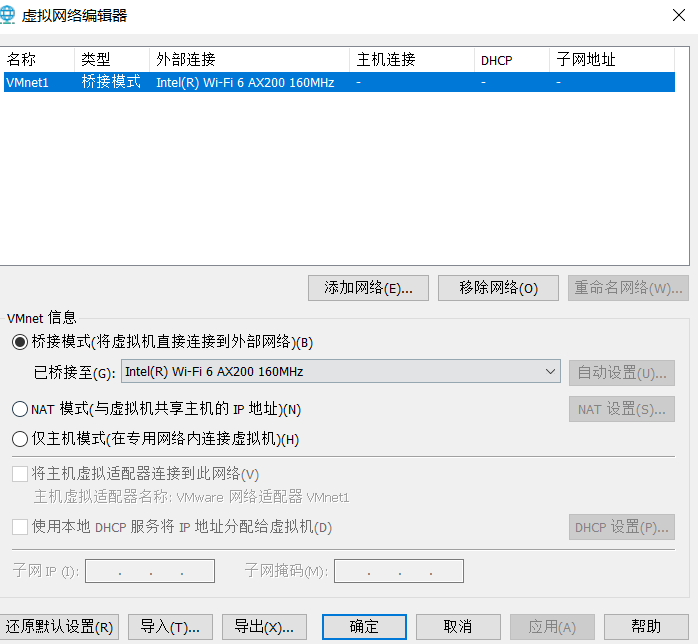 虚拟网络编辑器
名称 类型 外部连接 主机连接 DHCP 子网地址
VMnet1 桥接模式 Intel(R) Wi-Fi 6 AX200 160MHz - - -
添加网络(E)... 移除网络(O) 重命名网络(W)...
VMnet 信息
桥接模式(将虚拟机直接连接到外部网络)(B)
已桥接至(G): Intel(R) Wi-Fi 6 AX200 160MHz 自动设置(U)...
NAT 模式(与虚拟机共享主机的 IP 地址)(N) NAT 设置(S)...
仅主机模式(在专用网络内连接虚拟机)(H)
将主机虚拟适配器连接到此网络(V)
主机虚拟适配器名称: VMware 网络适配器 VMnet1
使用本地 DHCP 服务将 IP 地址分配给虚拟机(D) DHCP 设置(P)...
子网 IP (I): . . . 子网掩码(M): . . .
还原默认设置(R) 导入(T)... 导出(X)... 确定 取消 应用(A) 帮助